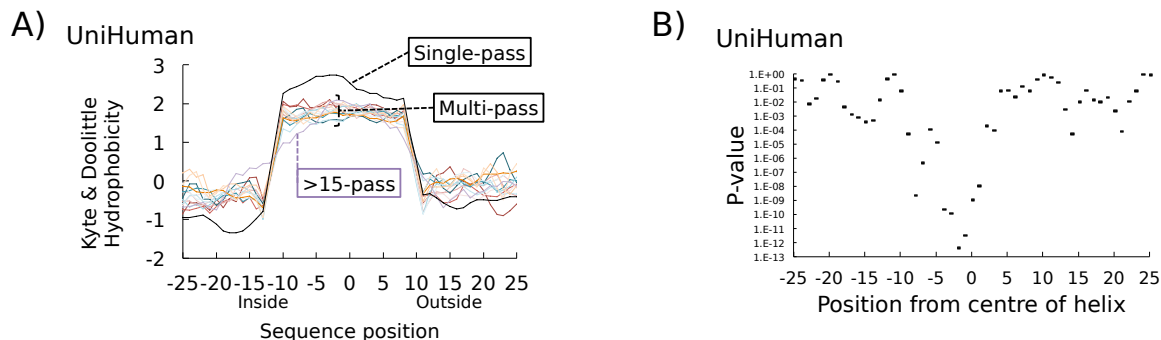 A)
UniHuman
Kyte & Doolittle
Hydrophobicity
3
2
1
0
-1
-2
Single-pass
Multi-pass
>15-pass
-25 -20 -15 -10 -5 0 5 10 15 20 25
Inside Outside
Sequence position
B)
UniHuman
P-value
1.E+00
1.E-01
1.E-02
1.E-03
1.E-04
1.E-05
1.E-06
1.E-07
1.E-08
1.E-09
1.E-10
1.E-11
1.E-12
1.E-13
-25 -20 -15 -10 -5 0 5 10 15 20 25
Position from centre of helix